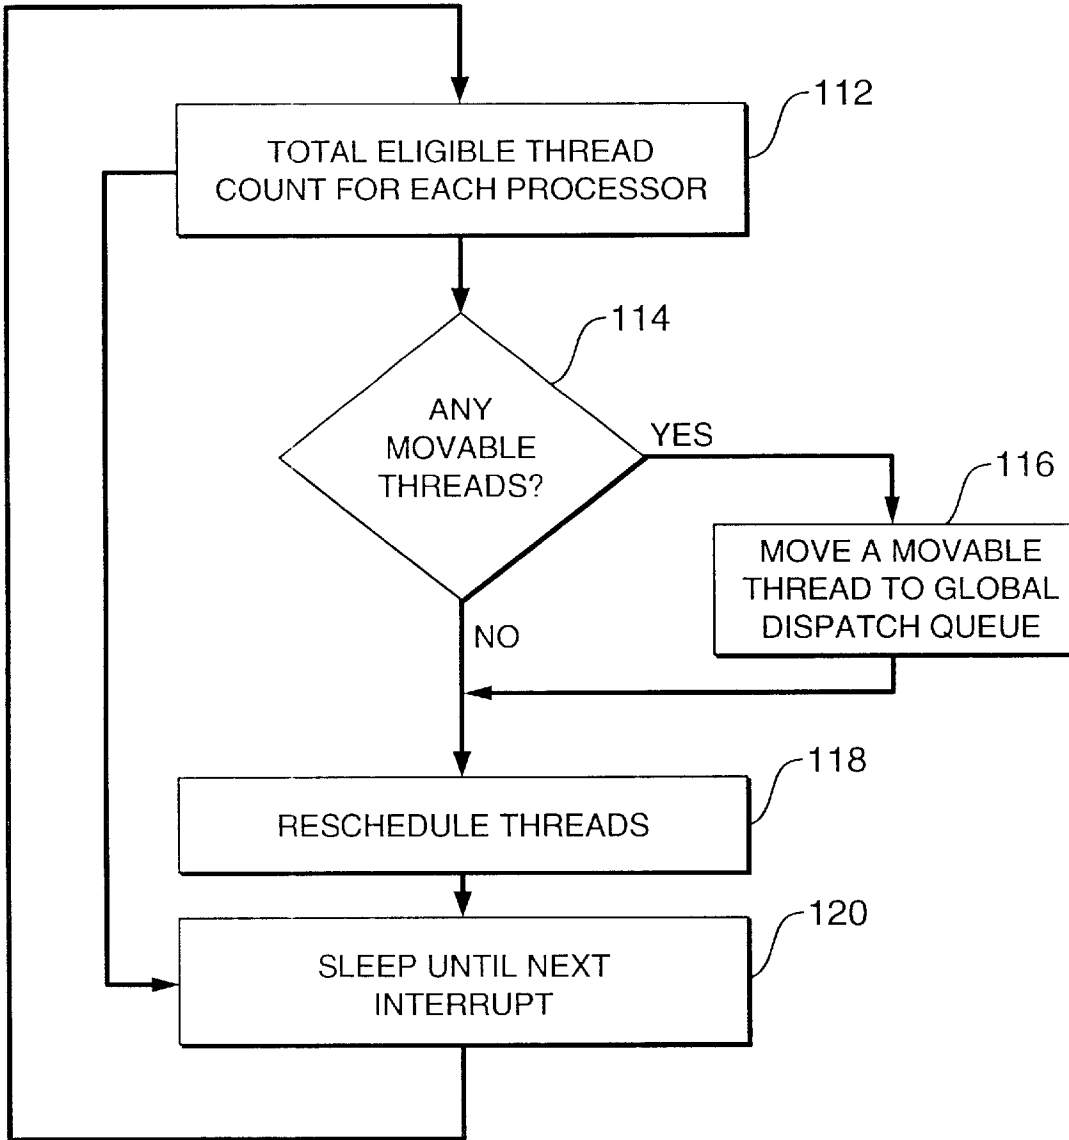 112
TOTAL ELIGIBLE THREAD
COUNT FOR EACH PROCESSOR
114
ANY
MOVABLE
THREADS?
YES
116
MOVE A MOVABLE
THREAD TO GLOBAL
DISPATCH QUEUE
NO
118
RESCHEDULE THREADS
120
SLEEP UNTIL NEXT
INTERRUPT